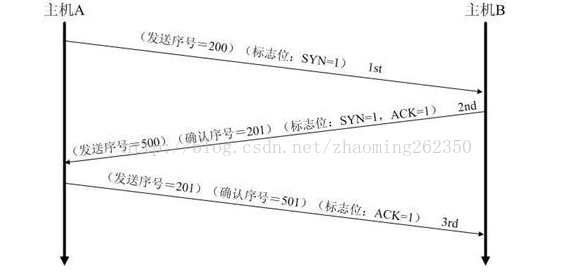 主机A
主机B
（发送序号＝200）（标志位：SYN=1） 1st
（发送序号＝500）（确认序号＝201）（标志位：SYN=1，ACK=1） 2nd
http://blog.csdn.net/zhaoming262350
（发送序号＝201）（确认序号＝501）（标志位：ACK=1） 3rd